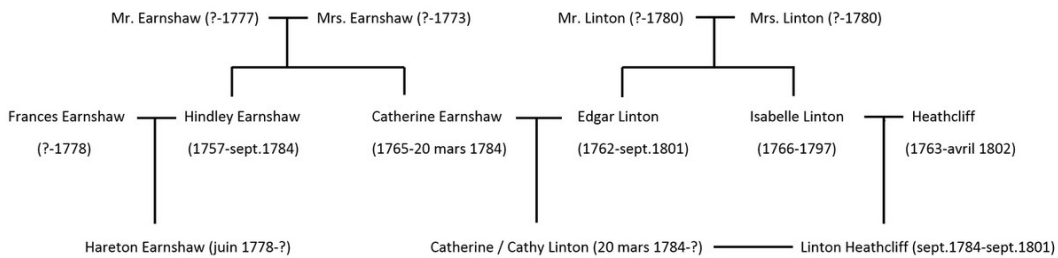 Mr. Earnshaw (?-1777) Mrs. Earnshaw (?-1773) Mr. Linton (?-1780) Mrs. Linton (?-1780)
Frances Earnshaw Hindley Earnshaw Catherine Earnshaw Edgar Linton Isabelle Linton Heathcliff
(?-1778) (1757-sept.1784) (1765-20 mars 1784) (1762-sept.1801) (1766-1797) (1763-avril 1802)
Hareton Earnshaw (juin 1778-?) Catherine / Cathy Linton (20 mars 1784-?) Linton Heathcliff (sept.1784-sept.1801)